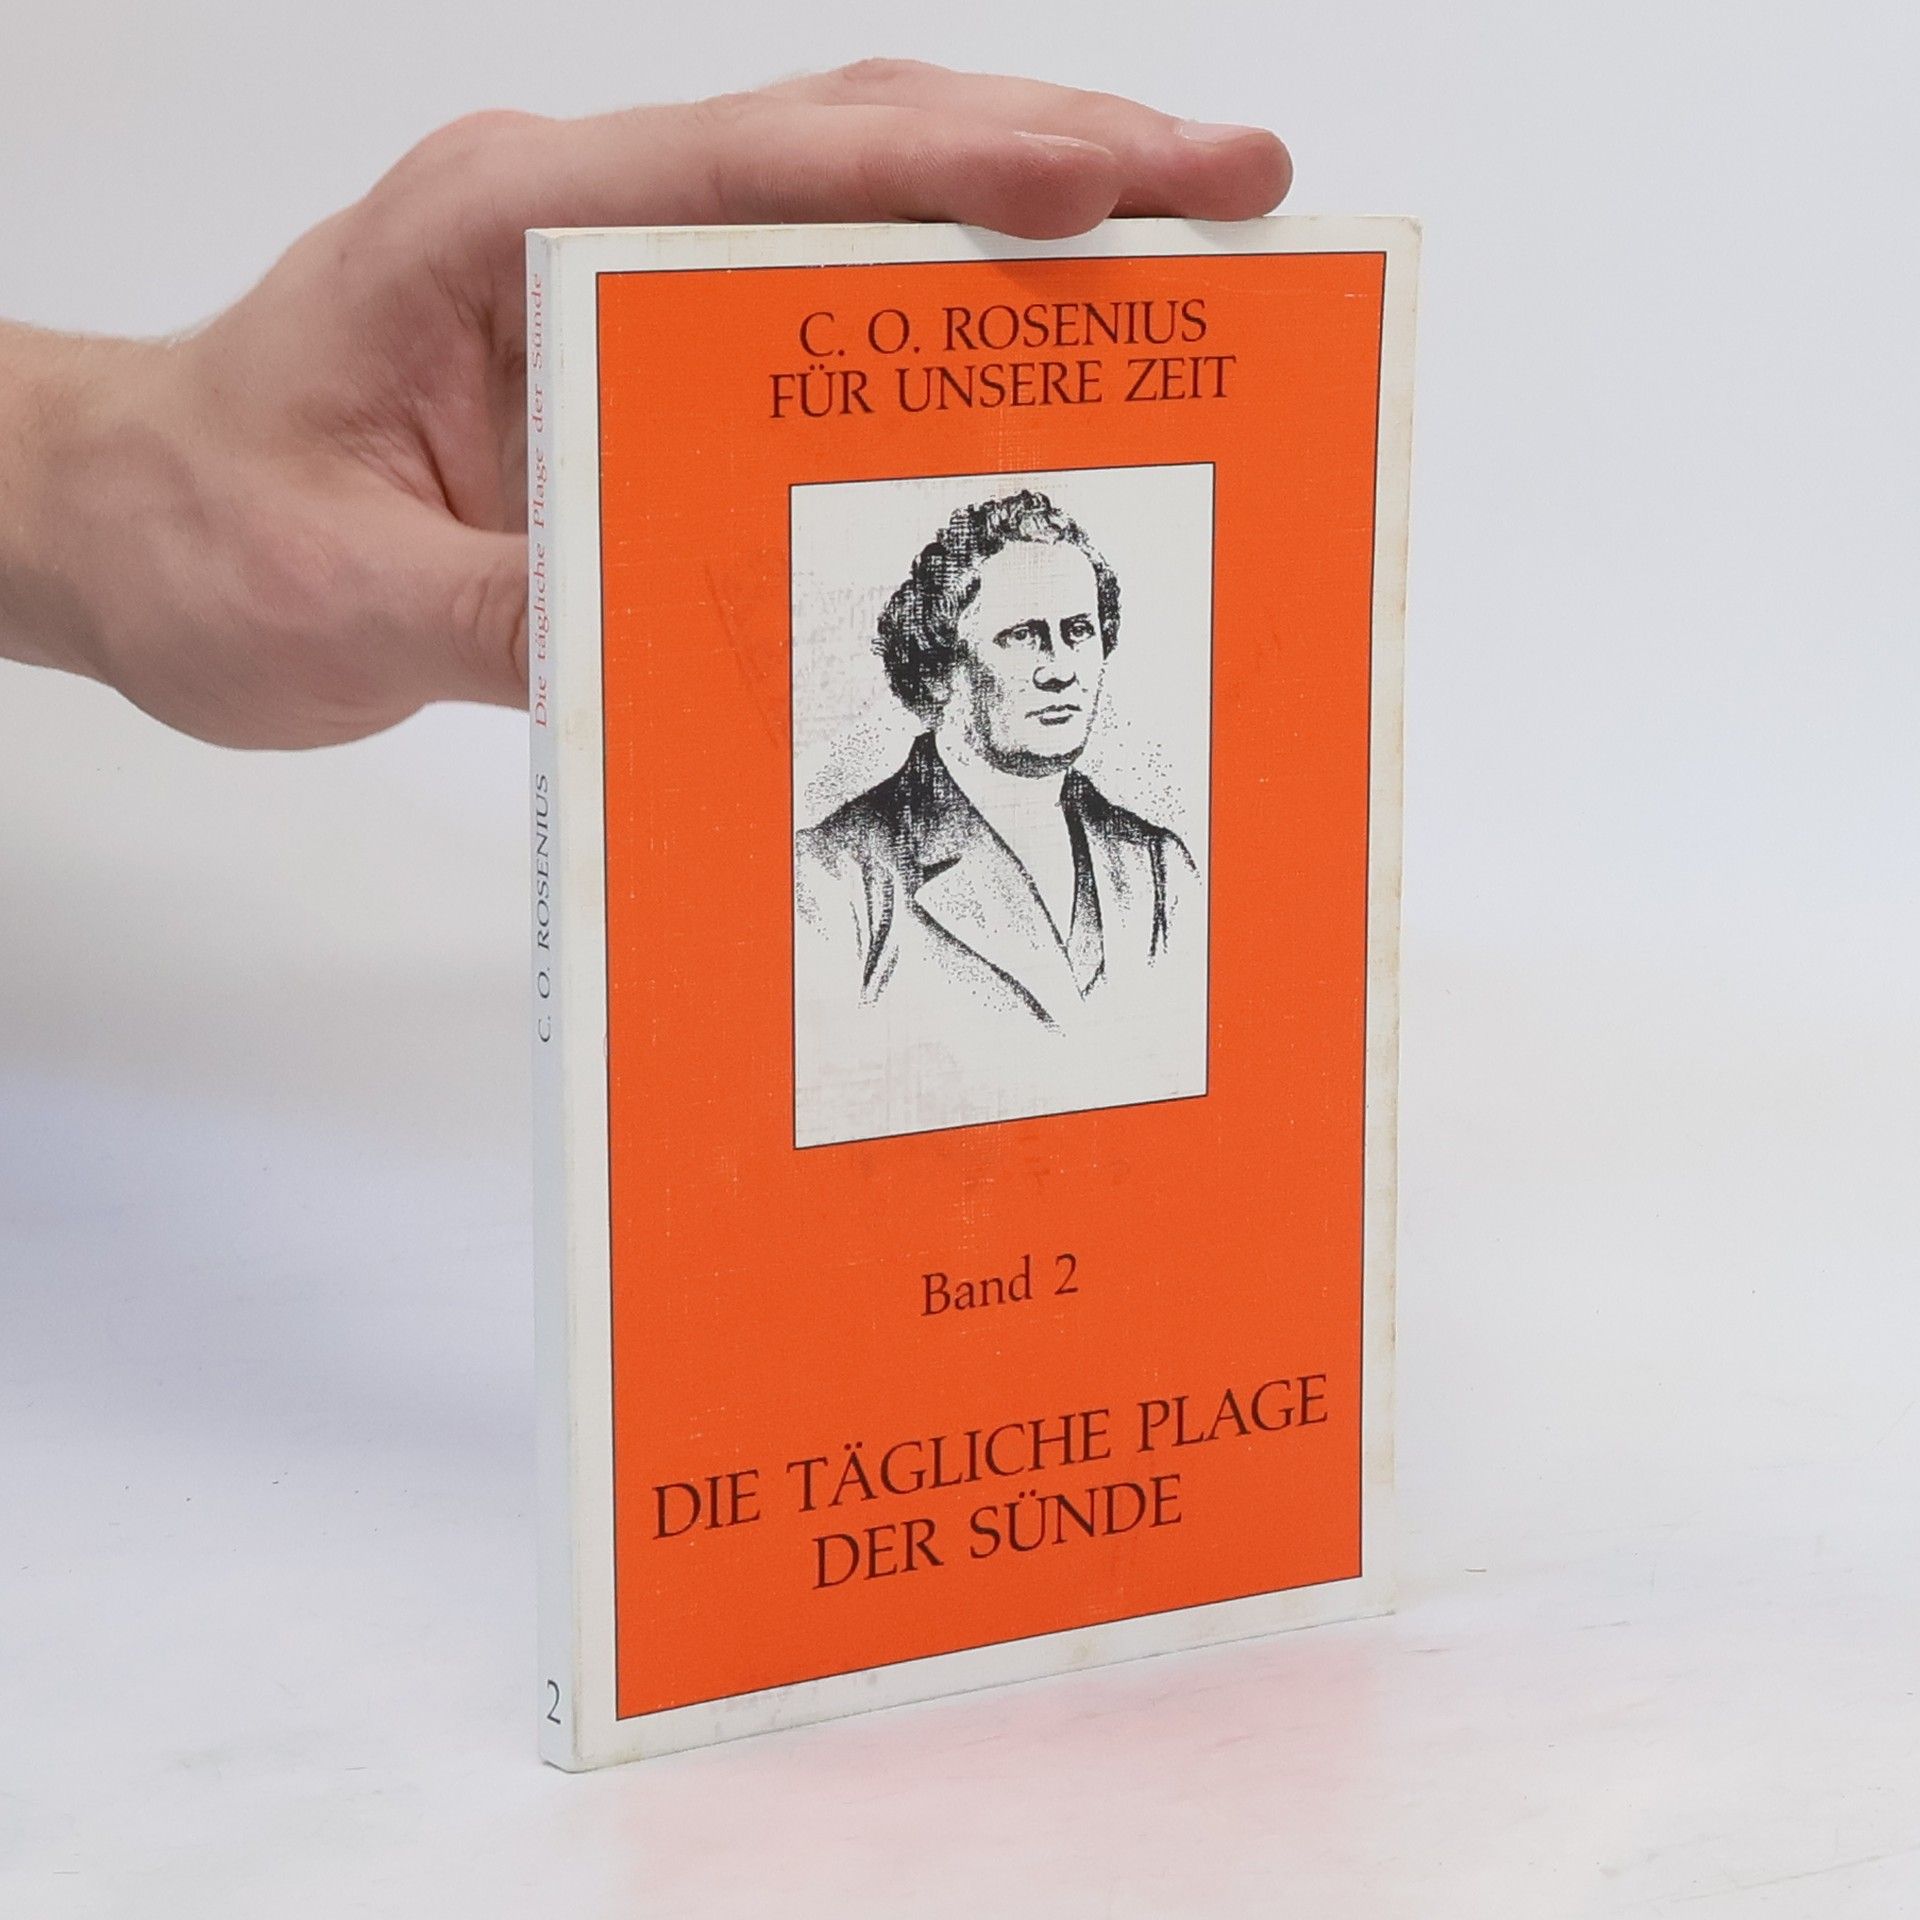 C. O. ROSENIUS
FÜR UNSERE ZEIT
Band 2
DIE TÄGLICHE PLAGE
DER SÜNDE
C. O. ROSENIUS Die tägliche Plage der Sünde
2